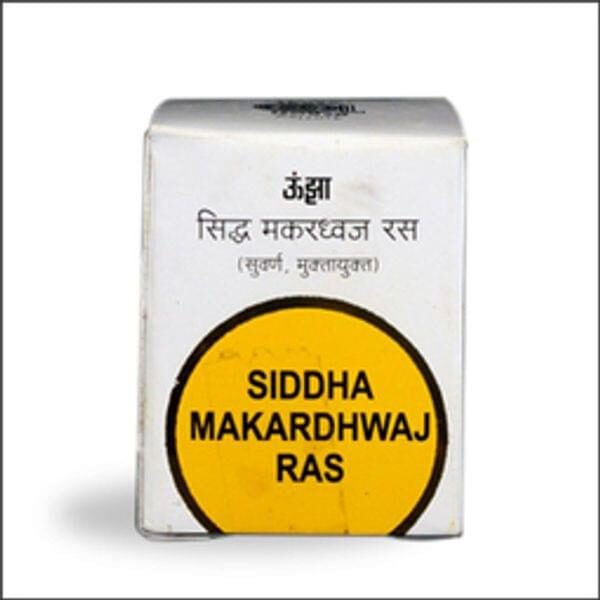 ऊंझा
सिद्ध मकरध्वज रस
(सुवर्ण, मुक्तायुक्त)
SIDDHA
MAKARDHWAJ
RAS